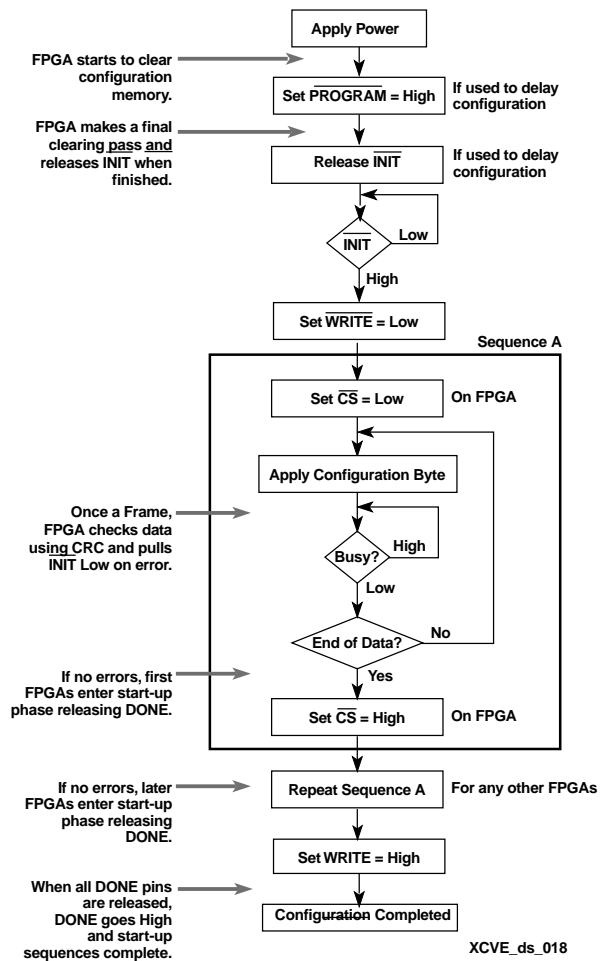 Apply Power
FPGA starts to clear
configuration
memory.
Set PROGRAM = High
If used to delay
configuration
FPGA makes a final
clearing pass and
releases INIT when
finished.
Release INIT
If used to delay
configuration
INIT
Low
High
Set WRITE = Low
Sequence A
Set CS = Low
On FPGA
Apply Configuration Byte
Once a Frame,
FPGA checks data
using CRC and pulls
INIT Low on error.
High
Busy?
Low
End of Data?
No
Yes
If no errors, first
FPGAs enter start-up
phase releasing DONE.
Set CS = High
On FPGA
If no errors, later
FPGAs enter start-up
phase releasing
DONE.
Repeat Sequence A
For any other FPGAs
Set WRITE = High
When all DONE pins
are released,
DONE goes High
and start-up
sequences complete.
Configuration Completed
XCVE_ds_018